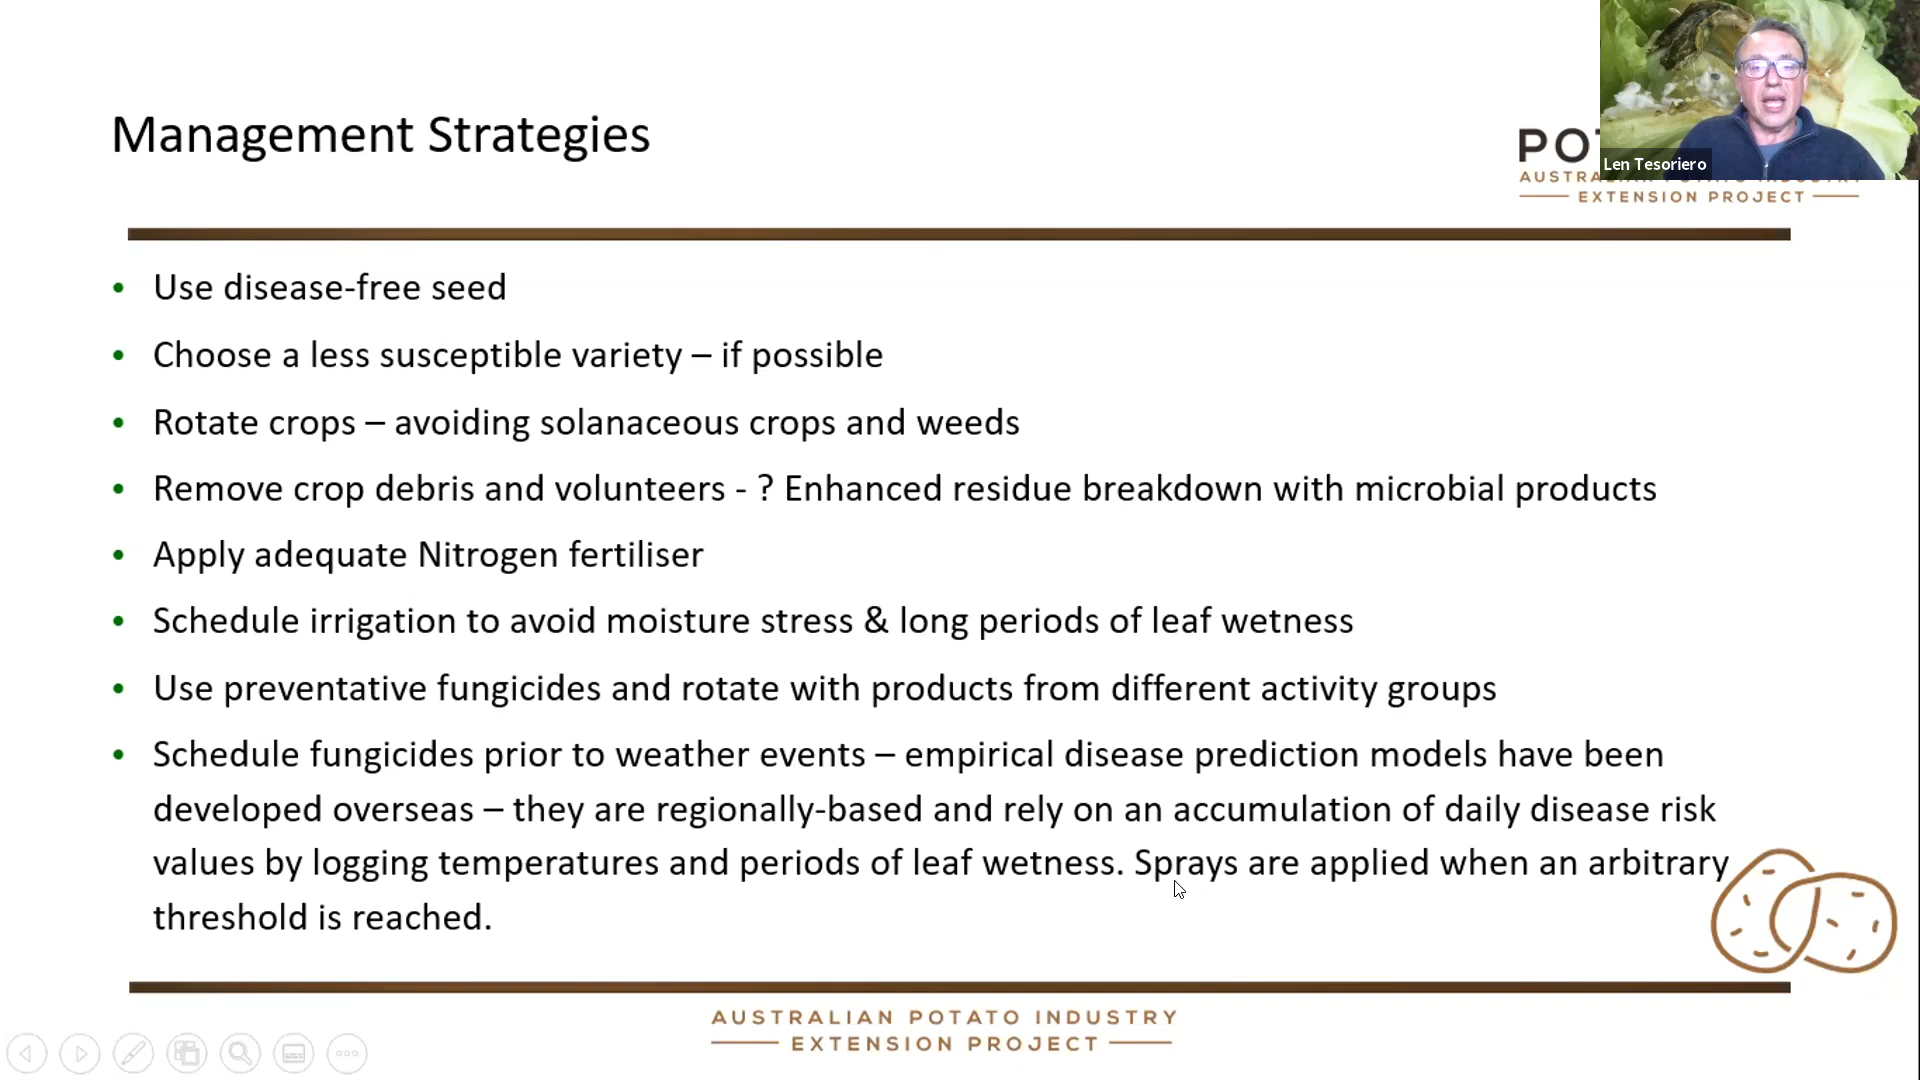 Management Strategies
Len Tesoriero
PO
EXTENSION PROJECT
• Use disease-free seed
• Choose a less susceptible variety – if possible
• Rotate crops – avoiding solanaceous crops and weeds
• Remove crop debris and volunteers - ? Enhanced residue breakdown with microbial products
• Apply adequate Nitrogen fertiliser
• Schedule irrigation to avoid moisture stress & long periods of leaf wetness
• Use preventative fungicides and rotate with products from different activity groups
• Schedule fungicides prior to weather events – empirical disease prediction models have been
developed overseas – they are regionally-based and rely on an accumulation of daily disease risk
values by logging temperatures and periods of leaf wetness. Sprays are applied when an arbitrary
threshold is reached.
AUSTRALIAN POTATO INDUSTRY
EXTENSION PROJECT